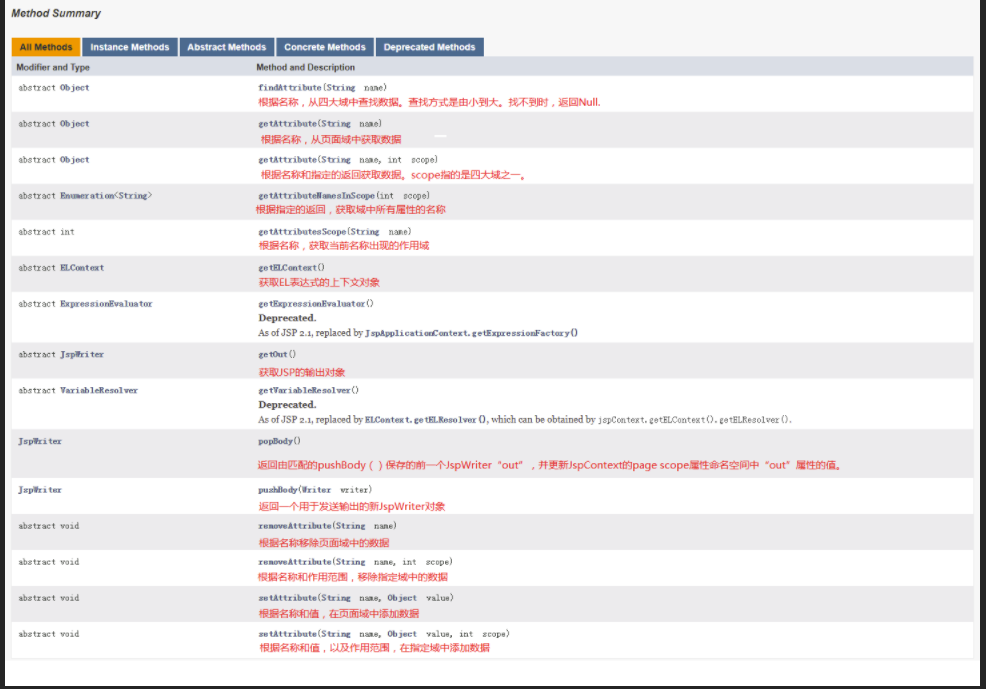 Method Summary
All Methods Instance Methods Abstract Methods Concrete Methods Deprecated Methods
Modifier and Type Method and Description
abstract Object findAttribute(String name)
根据名称，从四大域中查找数据。查找方式是由小到大。找不到时，返回Null.
abstract Object getAttribute(String name)
根据名称，从页面域中获取数据
abstract Object getAttribute(String name, int scope)
根据名称和指定的返回获取数据。scope指的是四大域之一。
abstract Enumeration<String> getAttributeNamesInScope(int scope)
根据指定的返回，获取域中所有属性的名称
abstract int getAttributesScope(String name)
根据名称，获取当前名称出现的作用域
abstract ELContext getELContext()
获取EL表达式的上下文对象
abstract ExpressionEvaluator getExpressionEvaluator()
Deprecated.
As of JSP 2.1, replaced by JspApplicationContext.getExpressionFactory()
abstract JspWriter getOut()
获取JSP的输出对象
abstract VariableResolver getVariableResolver()
Deprecated.
As of JSP 2.1, replaced by ELContext.getELResolver(), which can be obtained by jspContext.getELContext().getELResolver().
JspWriter popBody()
返回由匹配的pushBody（）保存的前一个JspWriter“out”，并更新JspContext的page scope属性命名空间中“out”属性的值。
JspWriter pushBody(Writer writer)
返回一个用于发送输出的新JspWriter对象
abstract void removeAttribute(String name)
根据名称移除页面域中的数据
abstract void removeAttribute(String name, int scope)
根据名称和作用范围，移除指定域中的数据
abstract void setAttribute(String name, Object value)
根据名称和值，在页面域中添加数据
abstract void setAttribute(String name, Object value, int scope)
根据名称和值，以及作用范围，在指定域中添加数据